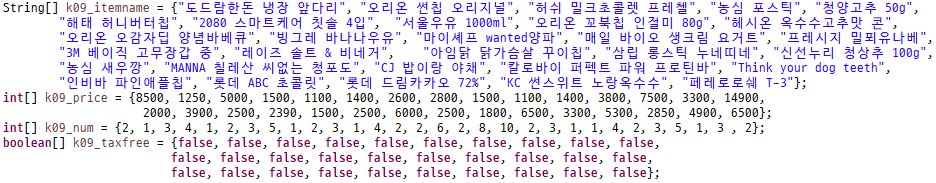 String[] k09_itemname = {"도드람한돈 냉장 앞다리", "오리온 썬칩 오리지널", "허쉬 밀크초콜렛 프레첼", "농심 포스틱", "청양고추 50g",
"해태 허니버터칩", "2080 스마트케어 칫솔 4입",  "서울우유 1000ml", "오리온 꼬북칩 인절미 80g", "헤시온 옥수수고추맛 콘",
"오리온 오감자딥 양념바베큐", "빙그레 바나나우유", "마이셰프 wanted양파", "매일 바이오 생크림 요거트", "프레시지 밀푀유나베",
"3M 베이직 고무장갑 중", "레이즈 솔트 & 비네거",   "아임닭 닭가슴살 꾸이칩", "삼립 롱스틱 누네띠네", "신선누리 청상추 100g",
"농심 새우깡", "MANNA 칠레산 씨없는 청포도", "CJ 밥이랑 야채", "칼로바이 퍼펙트 파워 프로틴바", "Think your dog teeth",
"인비바 파인애플칩", "롯데 ABC 초콜릿", "롯데 드림카카오 72%", "KC 썬스위트 노랑옥수수", "페레로로쉐 T-3"};
int[] k09_price = {8500, 1250, 5000, 1500, 1100, 1400, 2600, 2800, 1500, 1100, 1400, 3800, 7500, 3300, 14900,
2000, 3900, 2500, 2390, 1500, 2500, 6000, 2500, 1800, 6500, 3300, 5300, 2850, 4900, 6500};
int[] k09_num = {2, 1, 3, 4, 1, 2, 3, 5, 1, 2, 3, 1, 4, 2, 2, 6, 2, 8, 10, 2, 3, 1, 1, 4, 2, 3, 5, 1, 3 , 2};
boolean[] k09_taxfree = {false, false, false, false, false, false, false, false, false, false,
false, false, false, false, false, false, false, false, false, false,
false, false, false, false, false, false, false, false, false, false};